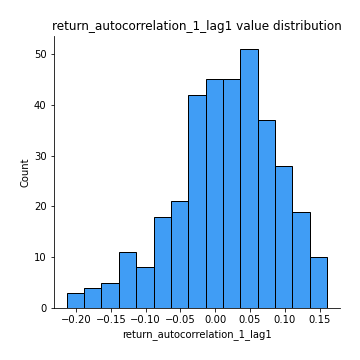 return_autocorrelation_1_lag1 value distribution
50
40
30
20
10
0
Count
−0.20 −0.15 −0.10 −0.05 0.00 0.05 0.10 0.15
return_autocorrelation_1_lag1